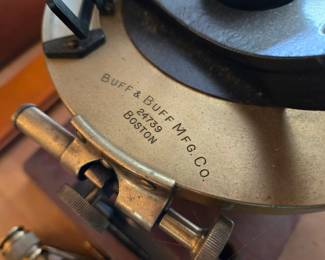 BUFF & BUFF MFG. CO.
24739
BOSTON